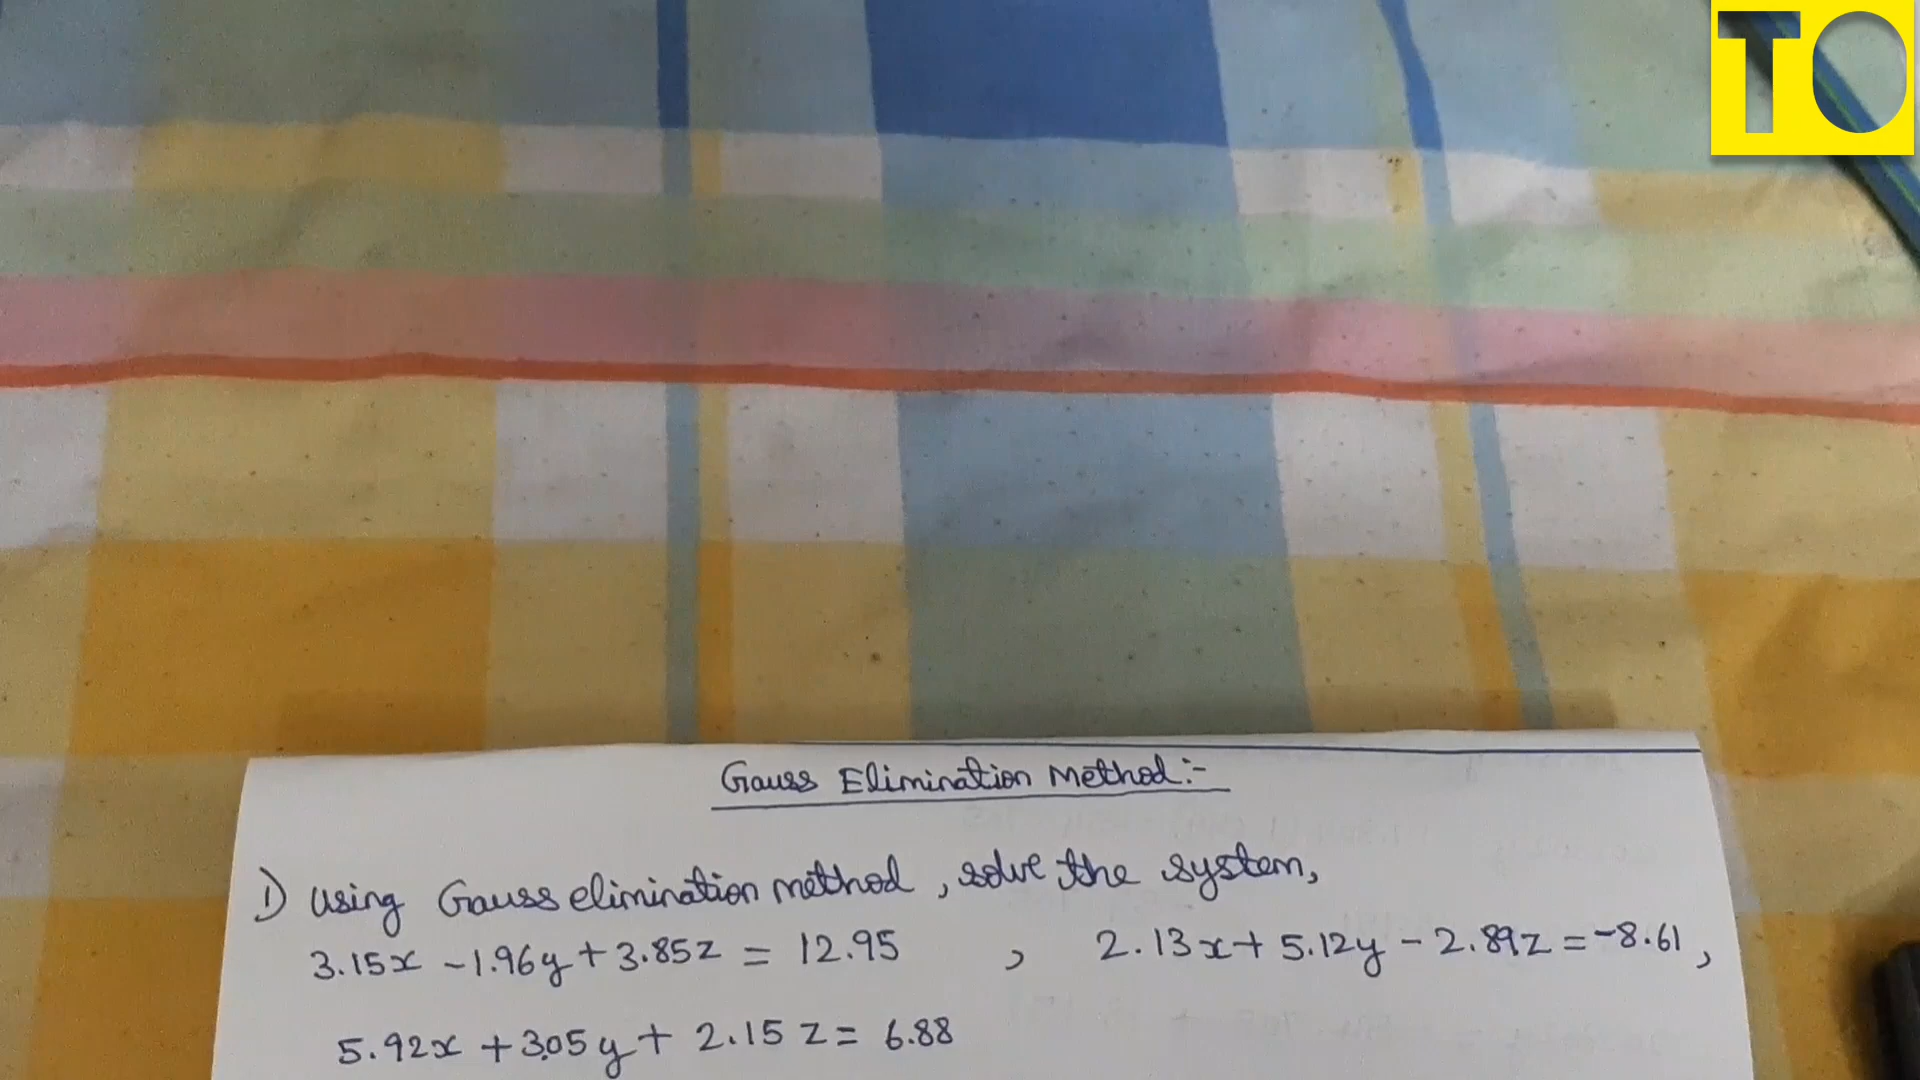 TO
Gauss Elimination Method:-
1) Using Gauss elimination method, solve the system,
3.15x - 1.96y + 3.85z = 12.95 , 2.13x + 5.12y - 2.89z = -8.61,
5.92x + 3.05y + 2.15z = 6.88